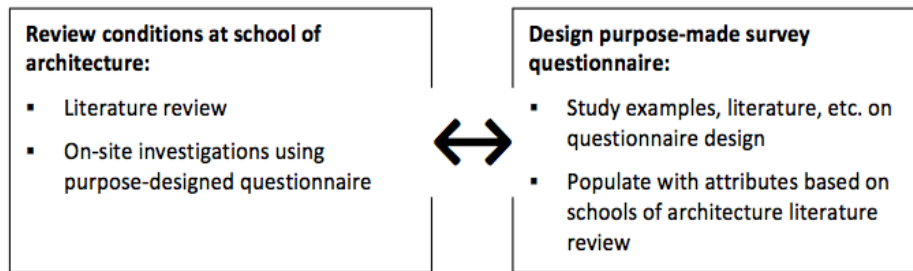 Review conditions at school of
architecture:
▪ Literature review
▪ On-site investigations using
purpose-designed questionnaire
Design purpose-made survey
questionnaire:
▪ Study examples, literature, etc. on
questionnaire design
▪ Populate with attributes based on
schools of architecture literature
review